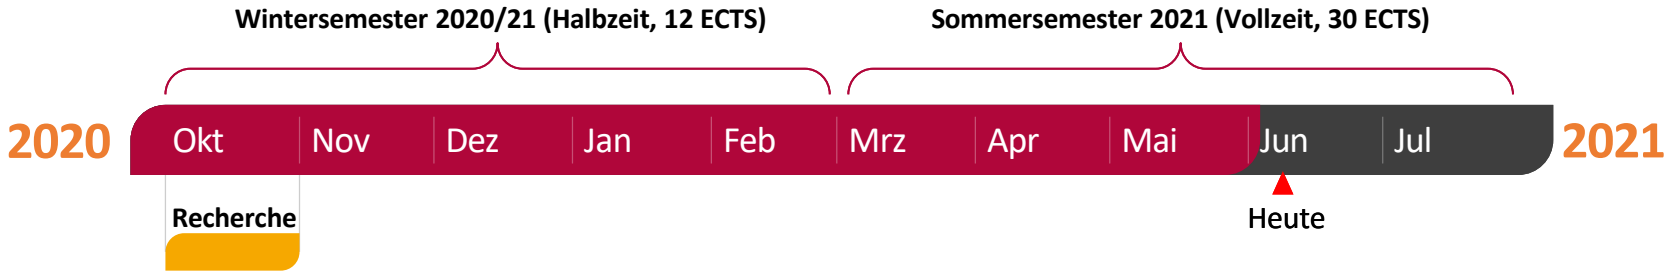 Wintersemester 2020/21 (Halbzeit, 12 ECTS) Sommersemester 2021 (Vollzeit, 30 ECTS)
2020 Okt Nov Dez Jan Feb Mrz Apr Mai Jun Jul 2021
Recherche Heute